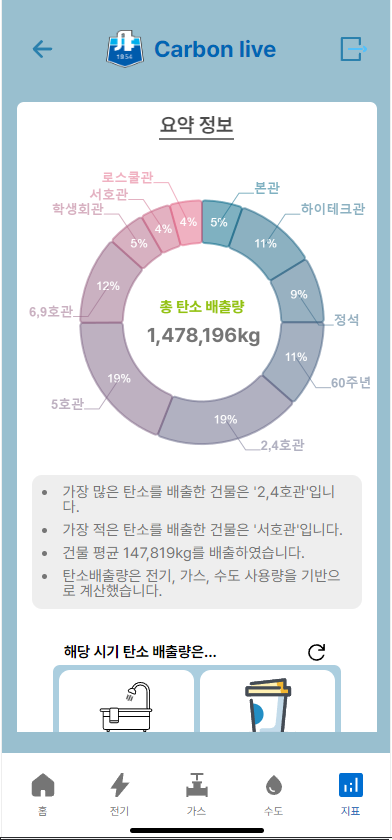 1954
Carbon live
요약 정보
로스쿨관
서호관
학생회관
6,9호관
5호관
본관
하이테크관
정석
60주년
2,4호관
4%
4%
5%
12%
19%
5%
11%
9%
11%
19%
총 탄소 배출량
1,478,196kg
가장 많은 탄소를 배출한 건물은 '2,4호관'입니
다.
가장 적은 탄소를 배출한 건물은 '서호관'입니다.
건물 평균 147,819kg를 배출하였습니다.
탄소배출량은 전기, 가스, 수도 사용량을 기반으
로 계산했습니다.
해당 시기 탄소 배출량은...
홈 전기 가스 수도 지표